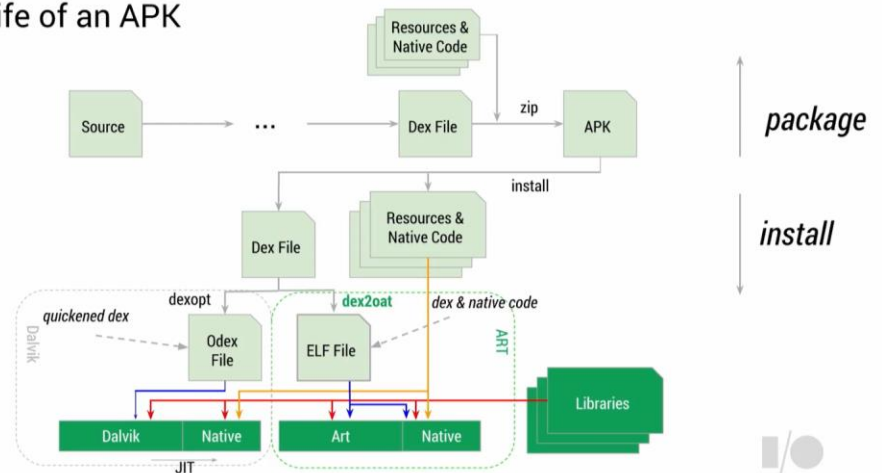 ife of an APK
Resources &
Native Code
Source
...
Dex File
zip
APK
package
install
Dex File
Resources &
Native Code
install
dexopt
dex2oat
dex & native code
quickened dex
Dalvik
Odex
File
ELF File
ART
Libraries
Dalvik
Native
Art
Native
JIT
I/O